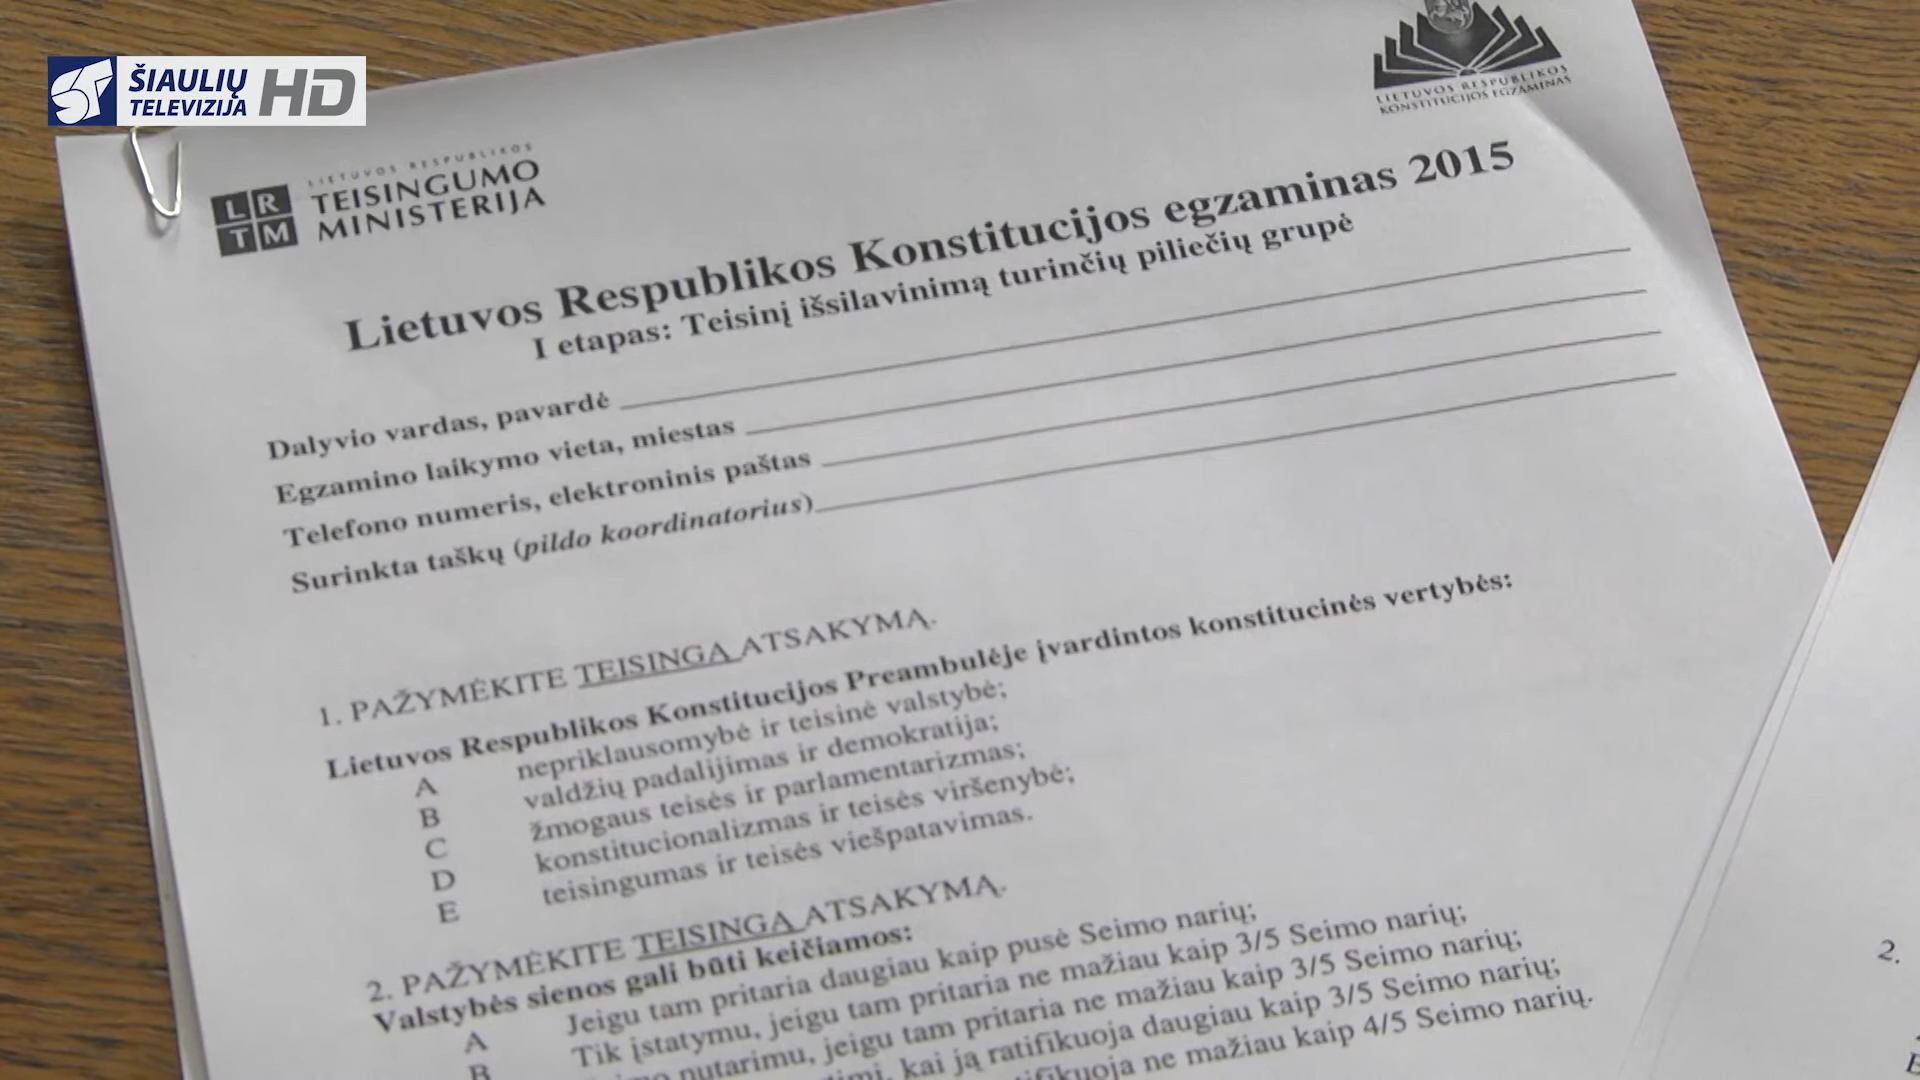 ŠIAULIŲ
TELEVIZIJA HD
LIETUVOS RESPUBLIKOS
KONSTITUCIJOS EGZAMINAS
LIETUVOS RESPUBLIKOS
LR TEISINGUMO
TM MINISTERIJA
Lietuvos Respublikos Konstitucijos egzaminas 2015
I etapas: Teisinį išsilavinimą turinčių piliečių grupė
Dalyvio vardas, pavardė
Egzamino laikymo vieta, miestas
Telefono numeris, elektroninis paštas
Surinkta taškų (pildo koordinatorius)
1. PAŽYMĖKITE TEISINGĄ ATSAKYMĄ.
Lietuvos Respublikos Konstitucijos Preambulėje įvardintos konstitucinės vertybės:
A nepriklausomybė ir teisinė valstybė;
B valdžių padalijimas ir demokratija;
C žmogaus teisės ir parlamentarizmas;
D konstitucionalizmas ir teisės viršenybė;
E teisingumas ir teisės viešpatavimas.
2. PAŽYMĖKITE TEISINGĄ ATSAKYMĄ.
Valstybės sienos gali būti keičiamos:
A Jeigu tam pritaria daugiau kaip pusė Seimo narių;
B Tik įstatymu, jeigu tam pritaria ne mažiau kaip 3/5 Seimo narių;
nutarimu, jeigu tam pritaria ne mažiau kaip 3/5 Seimo narių;
kai ją ratifikuoja daugiau kaip 3/5 Seimo narių;
ne mažiau kaip 4/5 Seimo narių.
2.